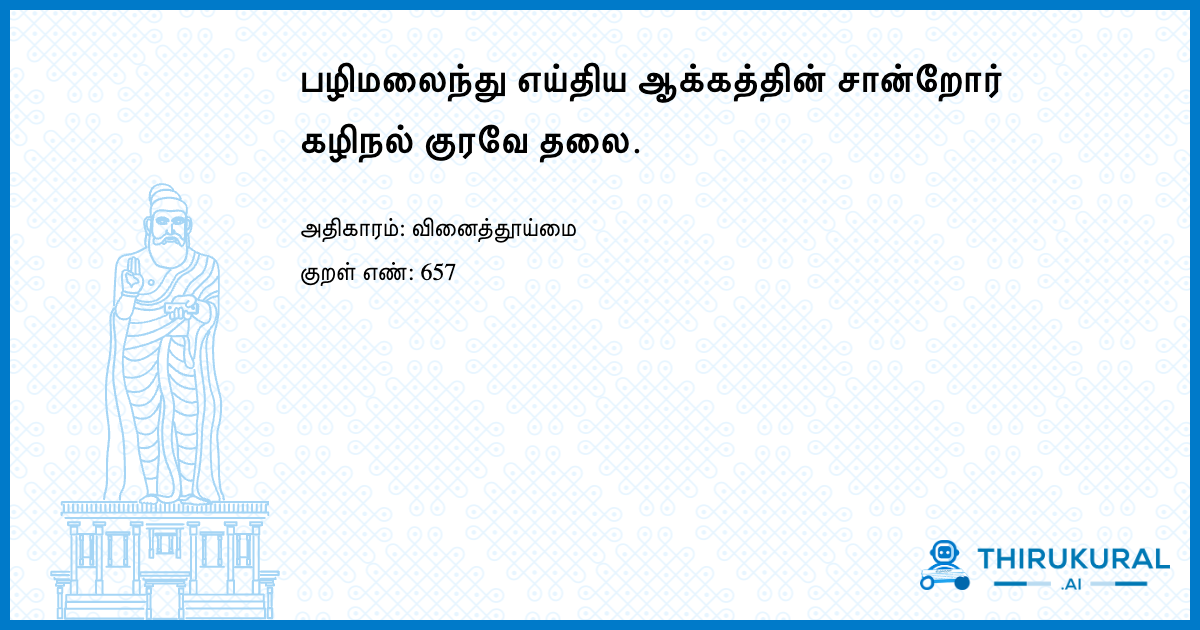 பழிமலைந்து எய்திய ஆக்கத்தின் சான்றோர்
கழிநல் குரவே தலை.
அதிகாரம்: வினைத்தூய்மை
குறள் எண்: 657
THIRUKURAL
.AI